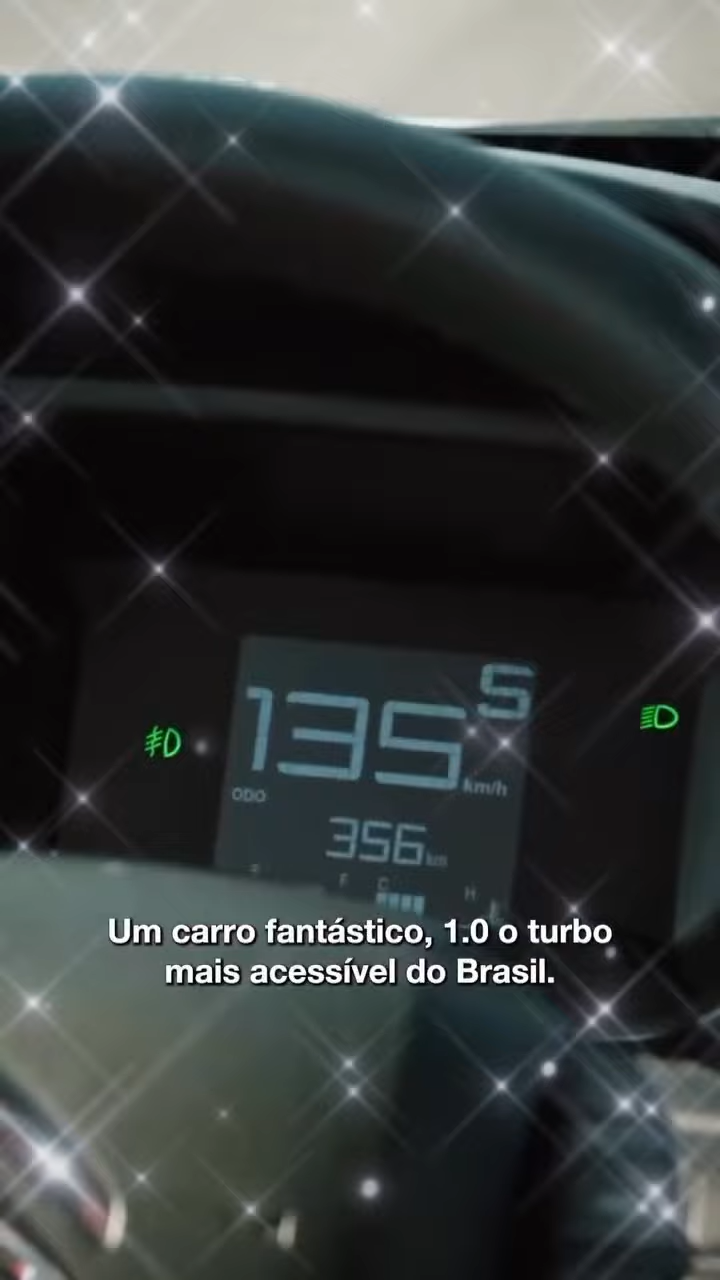 S
135 km/h
ODO
356 km
F C H
Um carro fantástico, 1.0 o turbo
mais acessível do Brasil.